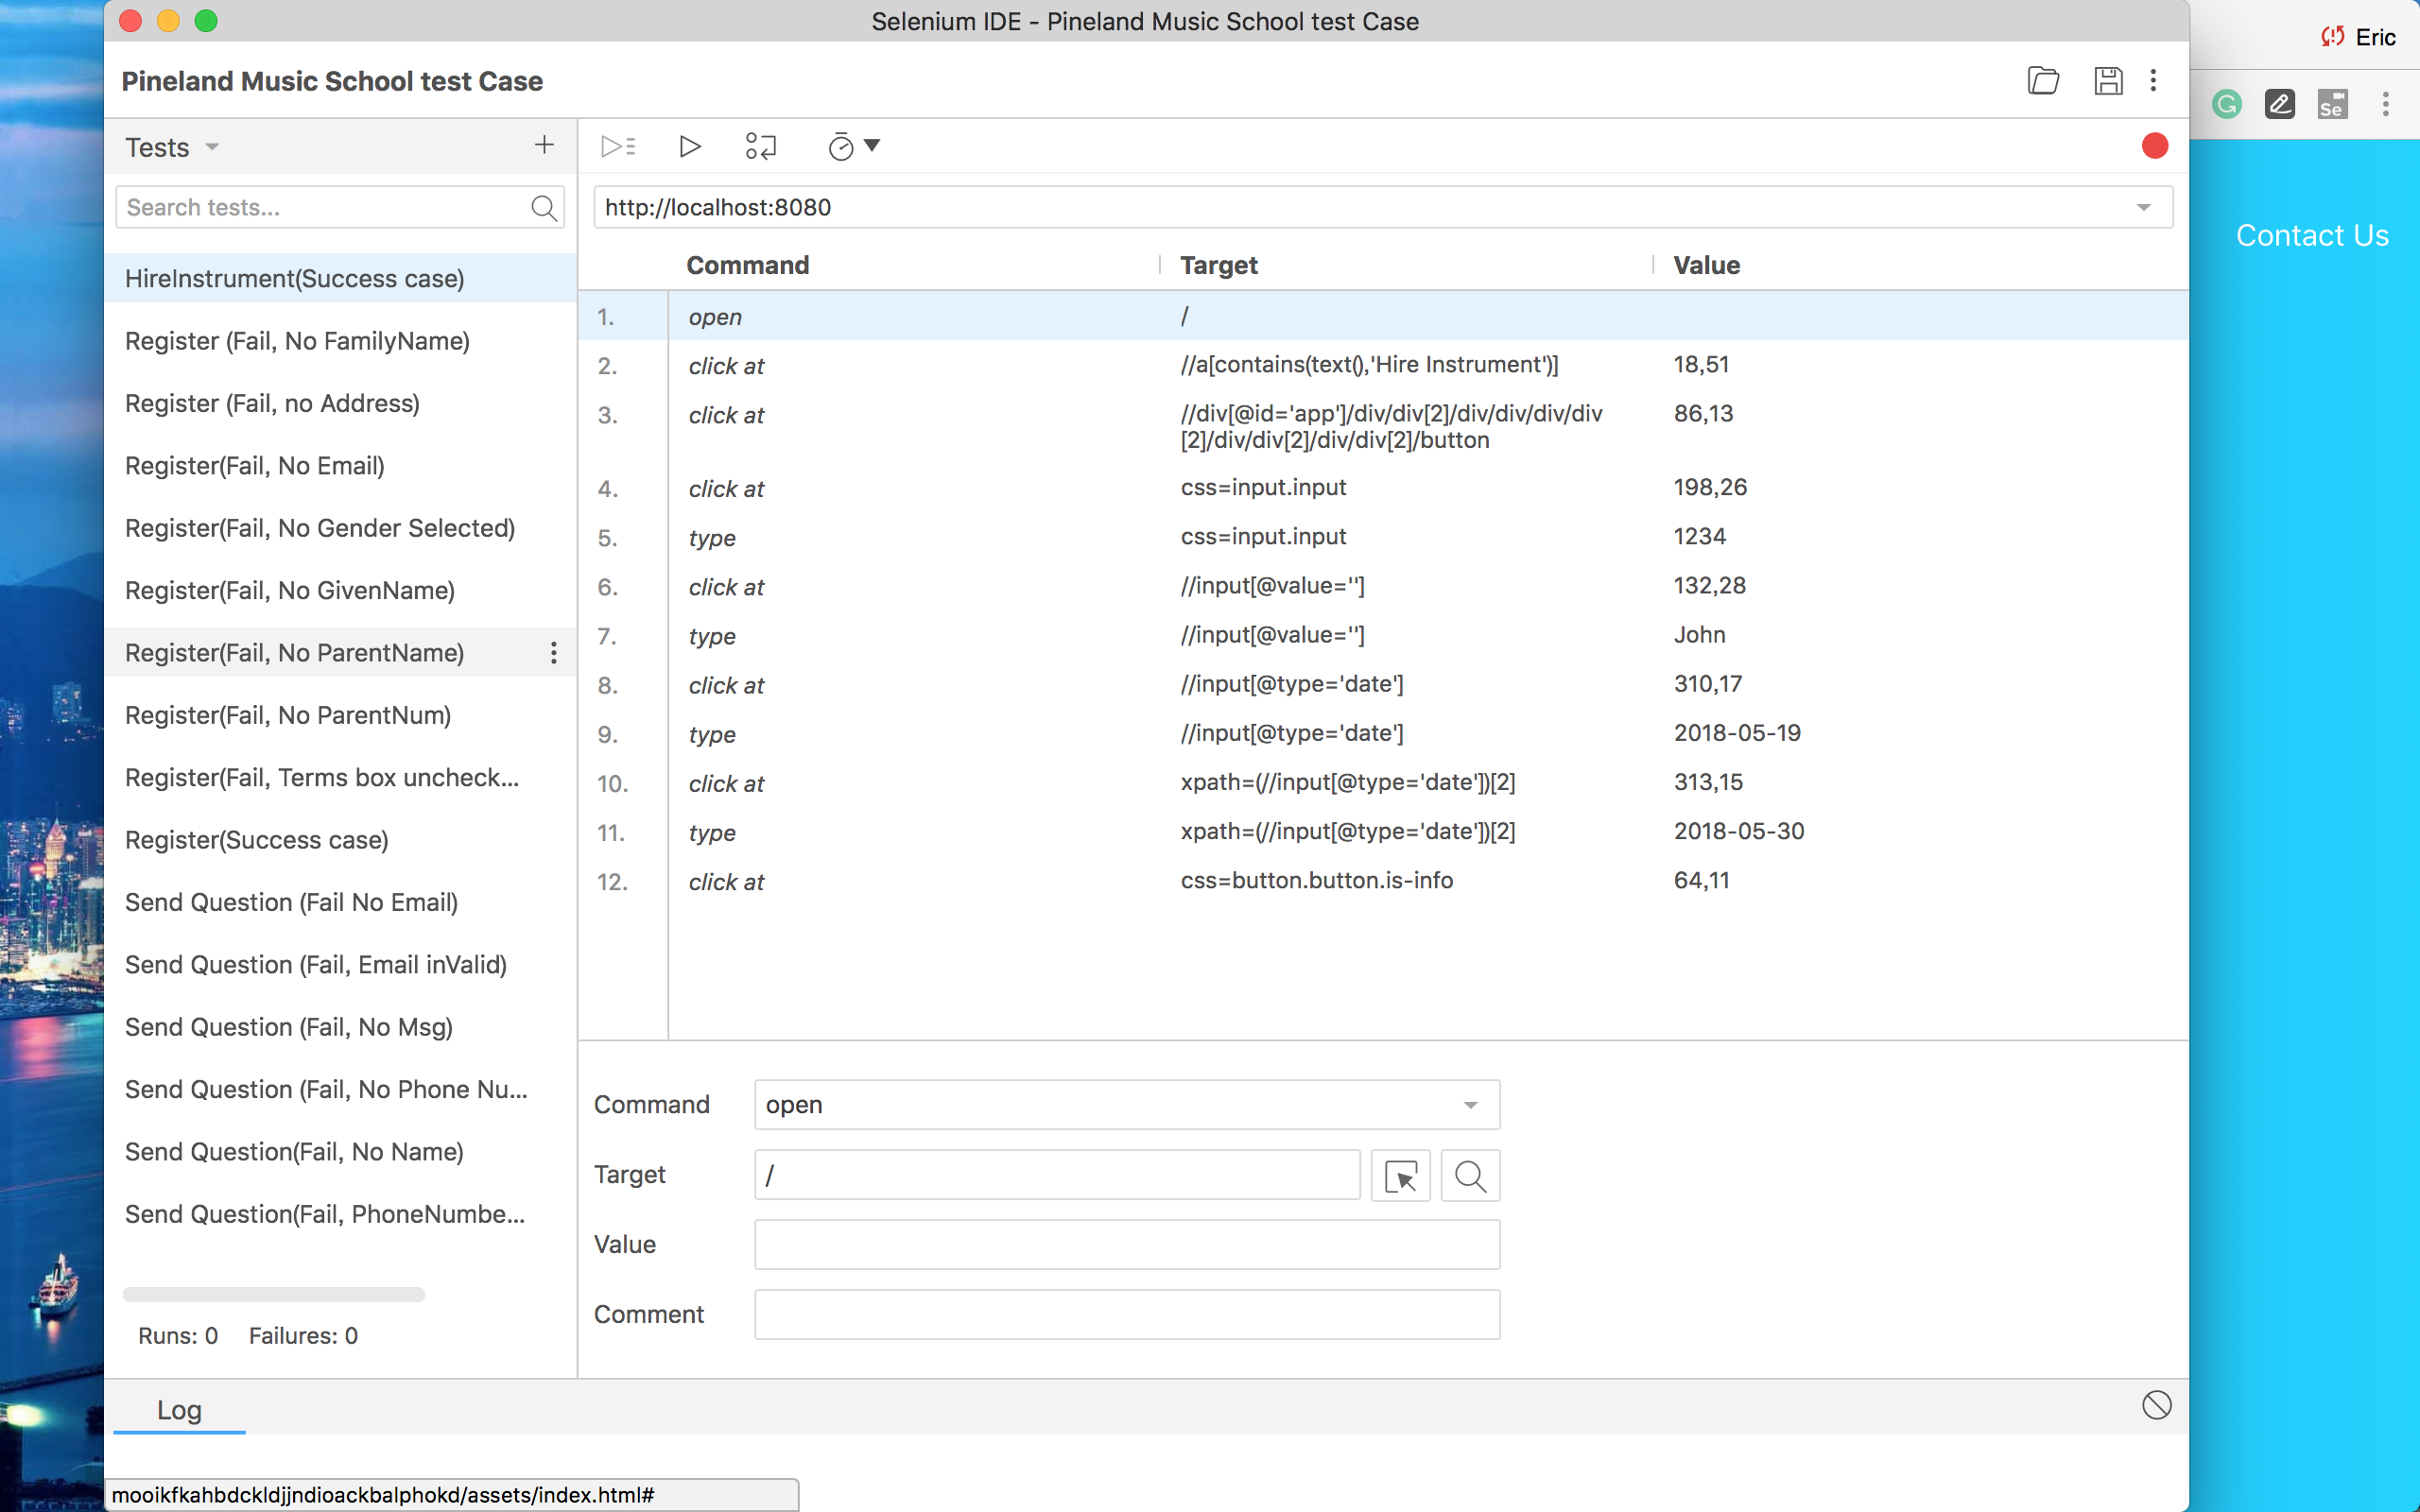 Selenium IDE - Pineland Music School test Case
Eric
Pineland Music School test Case
Se
Tests
Search tests...
http://localhost:8080
Contact Us
Command Target Value
HireInstrument(Success case)
Register (Fail, No FamilyName)
Register (Fail, no Address)
Register(Fail, No Email)
Register(Fail, No Gender Selected)
Register(Fail, No GivenName)
Register(Fail, No ParentName)
Register(Fail, No ParentNum)
Register(Fail, Terms box uncheck...
Register(Success case)
Send Question (Fail No Email)
Send Question (Fail, Email inValid)
Send Question (Fail, No Msg)
Send Question (Fail, No Phone Nu...
Send Question(Fail, No Name)
Send Question(Fail, PhoneNumbe...
Runs: 0 Failures: 0
1. open /
2. click at //a[contains(text(),'Hire Instrument')] 18,51
3. click at //div[@id='app']/div/div[2]/div/div/div/div 86,13
[2]/div/div[2]/div/div[2]/button
4. click at css=input.input 198,26
5. type css=input.input 1234
6. click at //input[@value=''] 132,28
7. type //input[@value=''] John
8. click at //input[@type='date'] 310,17
9. type //input[@type='date'] 2018-05-19
10. click at xpath=(//input[@type='date'])[2] 313,15
11. type xpath=(//input[@type='date'])[2] 2018-05-30
12. click at css=button.button.is-info 64,11
Command open
Target /
Value
Comment
Log
mooikfkahbdckldjjndioackbalphokd/assets/index.html#